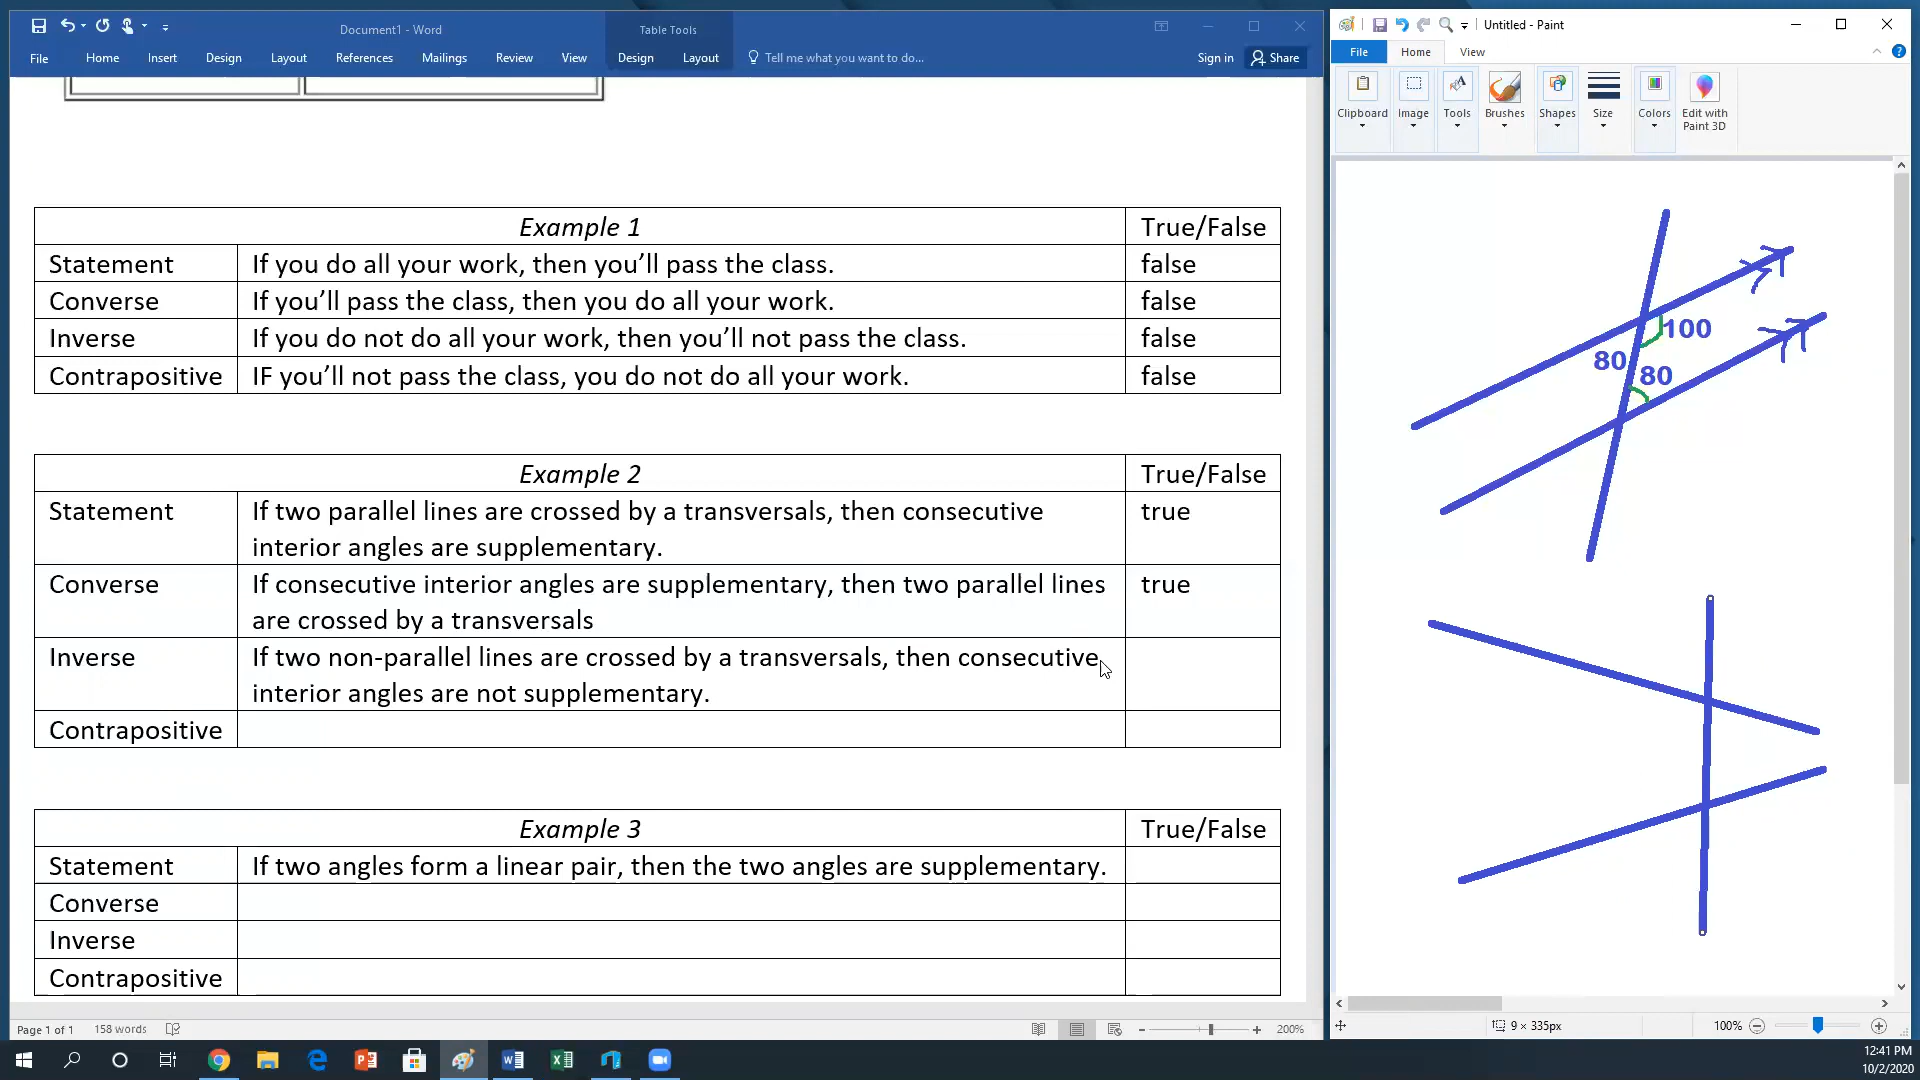 Document1 - Word
Table Tools
File Home Insert Design Layout References Mailings Review View Design Layout Tell me what you want to do... Sign in Share
Example 1 True/False
Statement If you do all your work, then you’ll pass the class. false
Converse If you’ll pass the class, then you do all your work. false
Inverse If you do not do all your work, then you’ll not pass the class. false
Contrapositive IF you’ll not pass the class, you do not do all your work. false
Example 2 True/False
Statement If two parallel lines are crossed by a transversals, then consecutive true
interior angles are supplementary.
Converse If consecutive interior angles are supplementary, then two parallel lines true
are crossed by a transversals
Inverse If two non-parallel lines are crossed by a transversals, then consecutive
interior angles are not supplementary.
Contrapositive
Example 3 True/False
Statement If two angles form a linear pair, then the two angles are supplementary.
Converse
Inverse
Contrapositive
Page 1 of 1 158 words 200%
Untitled - Paint
File Home View
Clipboard Image Tools Brushes Shapes Size Colors Edit with
Paint 3D
100
80
80
9 × 335px 100%
12:41 PM
10/2/2020